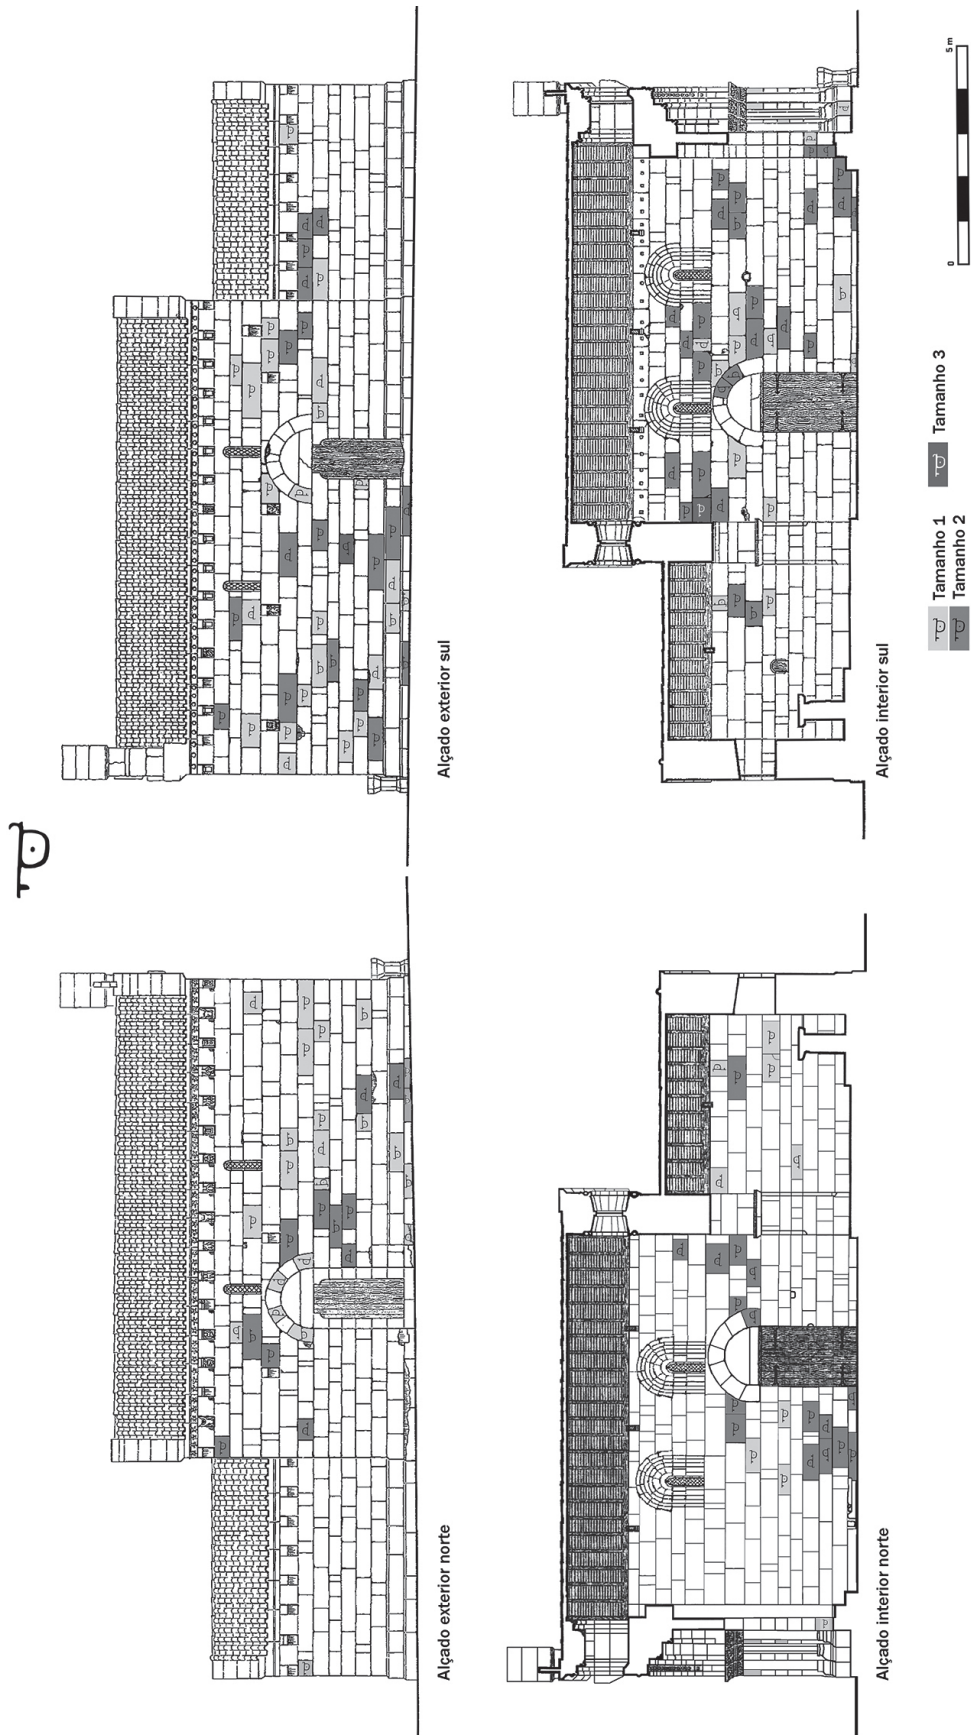 Alçado exterior norte
Alçado exterior sul
Alçado interior norte
Alçado interior sul
Tamanho 1
Tamanho 2
Tamanho 3
0
5 m